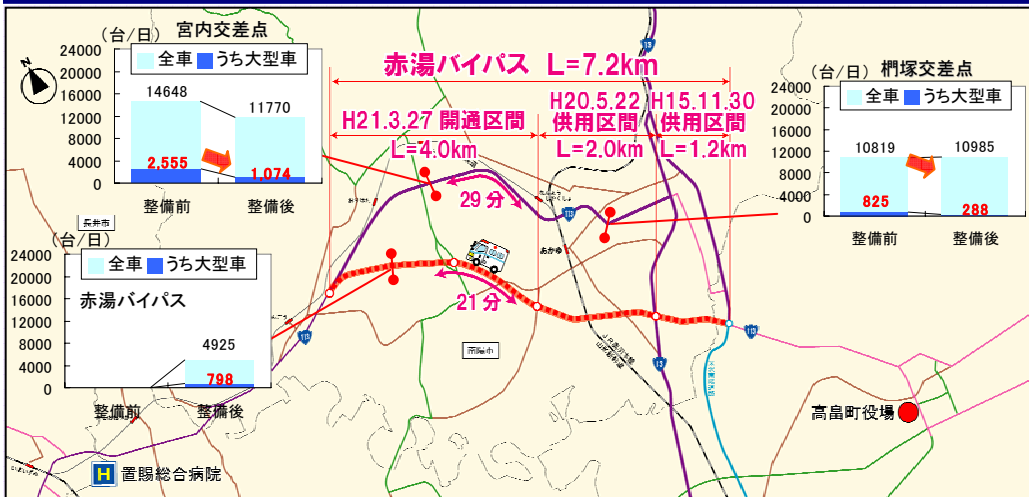 (台/日)
宮内交差点
全車
うち大型車
24000
20000
16000
12000
8000
4000
0
14648
11770
2,555
1,074
整備前
整備後
N
長井市
赤湯バイパス L=7.2km
H21.3.27 開通区間
L=4.0km
H20.5.22
供用区間
L=2.0km
H15.11.30
供用区間
L=1.2km
(台/日)
椚塚交差点
全車
うち大型車
24000
20000
16000
12000
8000
4000
0
10819
10985
825
288
整備前
整備後
29分
21分
あかゆ
113
13
南陽市
(台/日)
全車
うち大型車
赤湯バイパス
24000
20000
16000
12000
8000
4000
0
4925
798
整備前
整備後
高畠町役場
H
置賜総合病院